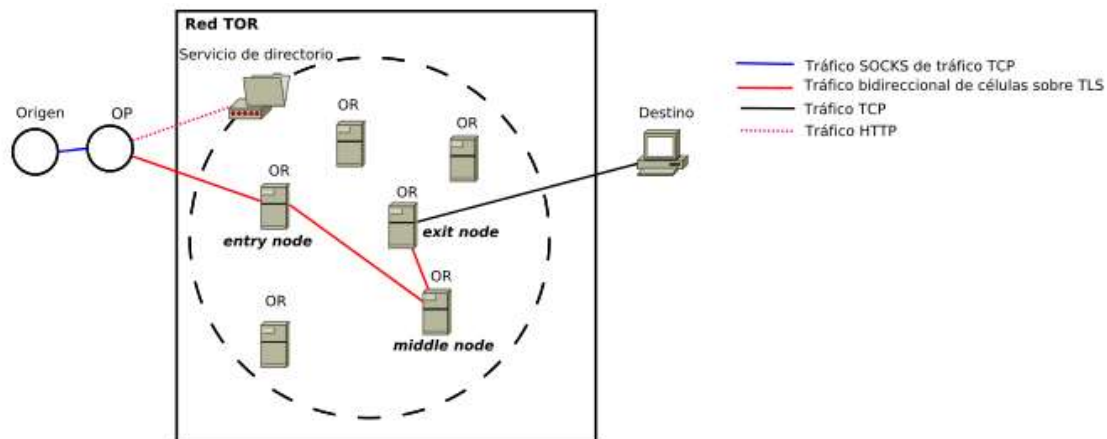 Red TOR
Servicio de directorio
Origen
OP
OR
OR
Destino
OR
entry node
OR
exit node
OR
middle node
OR
Tráfico SOCKS de tráfico TCP
Tráfico bidireccional de células sobre TLS
Tráfico TCP
Tráfico HTTP